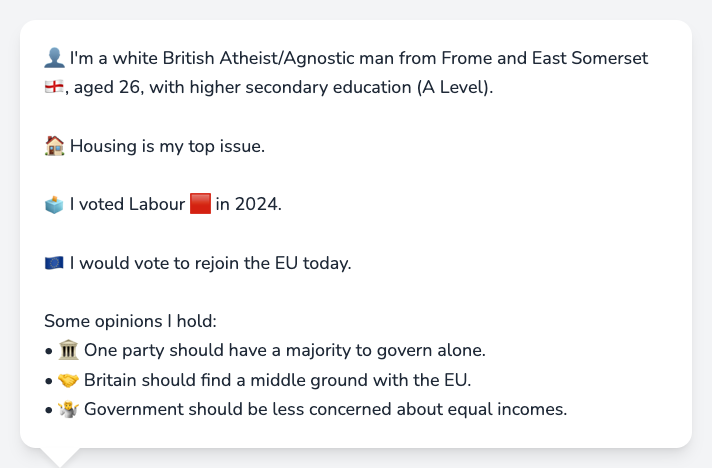 👤 I'm a white British Atheist/Agnostic man from Frome and East Somerset
🏴󠁧󠁢󠁥󠁮󠁧󠁿, aged 26, with higher secondary education (A Level).
🏠 Housing is my top issue.
🗳️ I voted Labour 🟥 in 2024.
🇪🇺 I would vote to rejoin the EU today.
Some opinions I hold:
• 🏛️ One party should have a majority to govern alone.
• 🤝 Britain should find a middle ground with the EU.
• 🤷 Government should be less concerned about equal incomes.